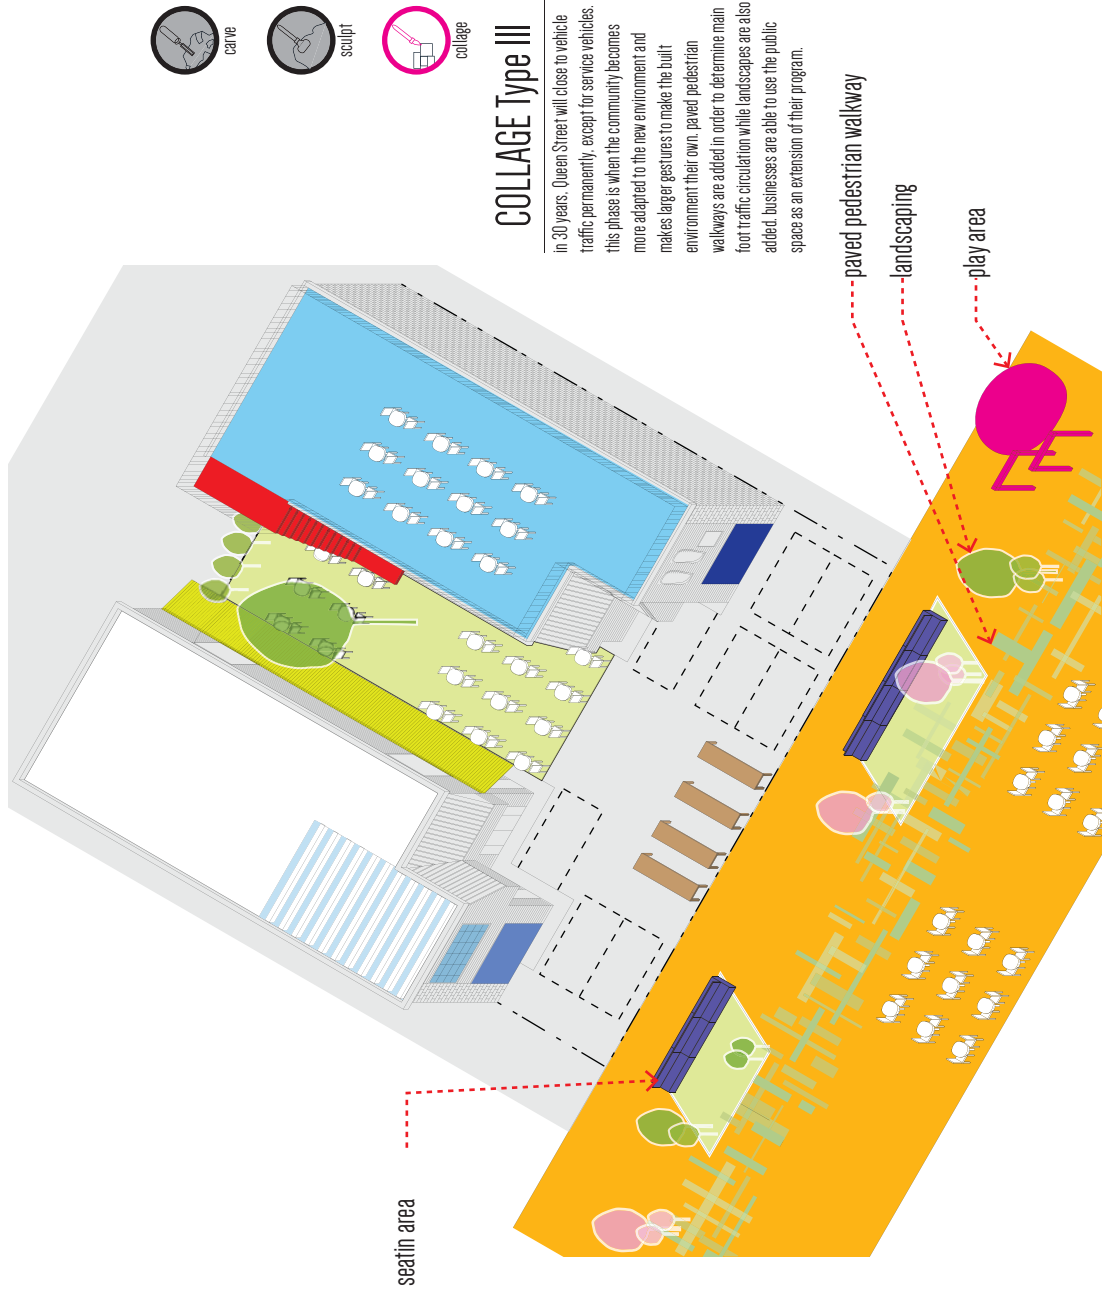 carve
sculpt
collage
COLLAGE Type III
in 30 years, Queen Street will close to vehicle
traffic permanently, except for service vehicles.
this phase is when the community becomes
more adapted to the new environment and
makes larger gestures to make the built
environment their own. paved pedestrian
walkways are added in order to determine main
foot traffic circulation while landscapes are also
added. businesses are able to use the public
space as an extension of their program.
paved pedestrian walkway
landscaping
play area
seatin area